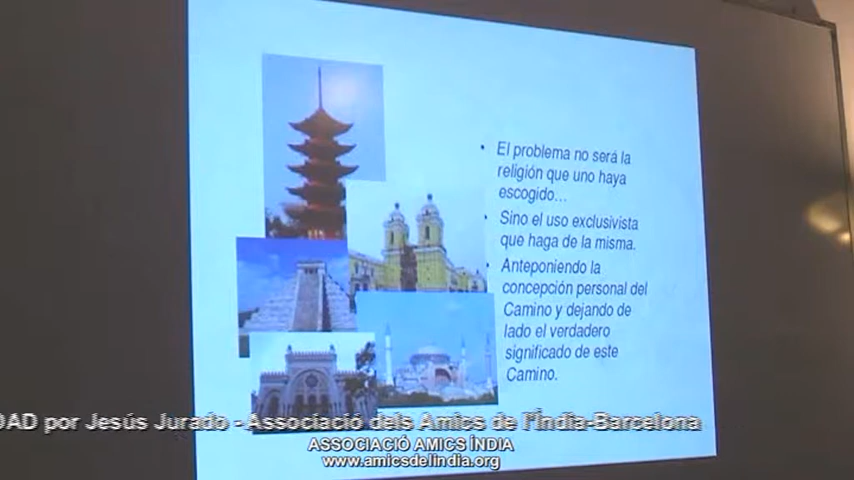 • El problema no será la
religión que uno haya
escogido…
• Sino el uso exclusivista
que haga de la misma.
• Anteponiendo la
concepción personal del
Camino y dejando de
lado el verdadero
significado de este
Camino.
DAD por Jesús Jurado - Associació dels Amics de l'Índia-Barcelona
ASSOCIACIÓ AMICS ÍNDIA
www.amicsdelindia.org